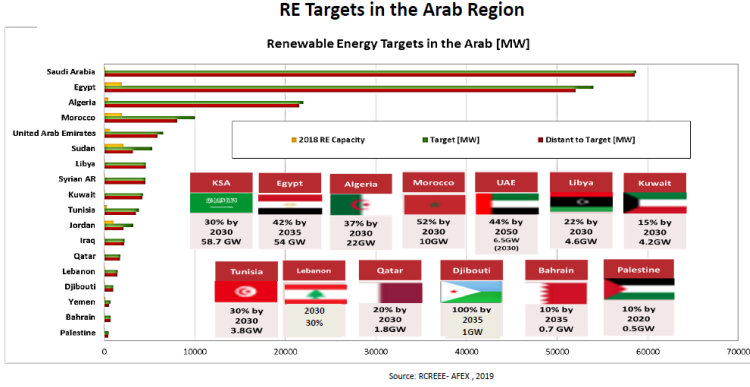 RE Targets in the Arab Region
Renewable Energy Targets in the Arab [MW]
Saudi Arabia
Egypt
Algeria
Morocco
United Arab Emirates
Sudan
Libya
Syrian AR
Kuwait
Tunisia
Jordan
Iraq
Qatar
Lebanon
Djibouti
Yemen
Bahrain
Palestine
2018 RE Capacity Target [MW] Distant to Target [MW]
KSA
30% by
2030
58.7 GW
Egypt
42% by
2035
54 GW
Algeria
37% by
2030
22GW
Morocco
52% by
2030
10GW
UAE
44% by
2050
6.5GW
(2030)
Libya
22% by
2030
4.6GW
Kuwait
15% by
2030
4.2GW
Tunisia
30% by
2030
3.8GW
Lebanon
2030
30%
Qatar
20% by
2030
1.8GW
Djibouti
100% by
2035
1GW
Bahrain
10% by
2035
0.7 GW
Palestine
10% by
2020
0.5GW
0 10000 20000 30000 40000 50000 60000 70000
Source: RCREEE- AFEX , 2019